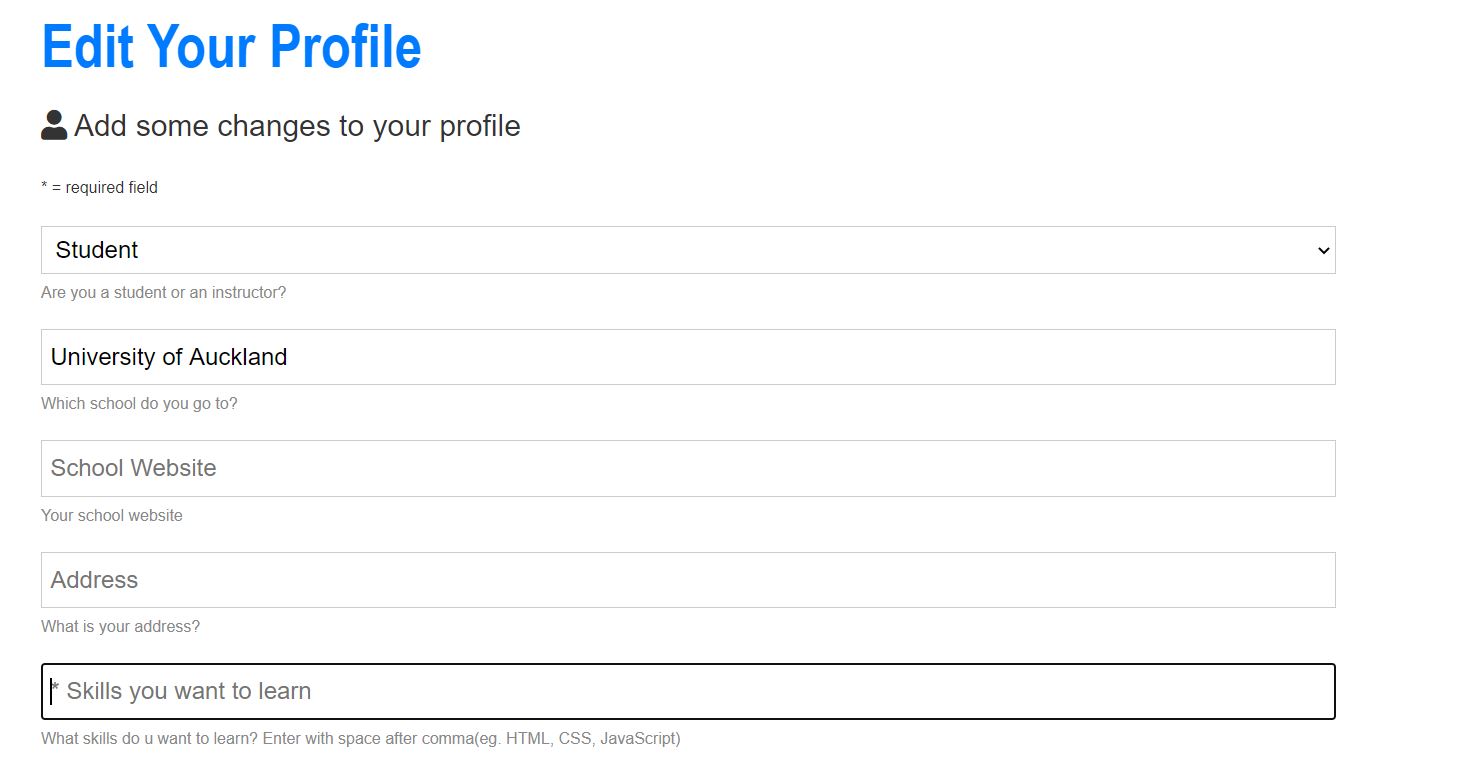 Edit Your Profile
Add some changes to your profile
* = required field
Student
Are you a student or an instructor?
University of Auckland
Which school do you go to?
School Website
Your school website
Address
What is your address?
* Skills you want to learn
What skills do u want to learn? Enter with space after comma(eg. HTML, CSS, JavaScript)